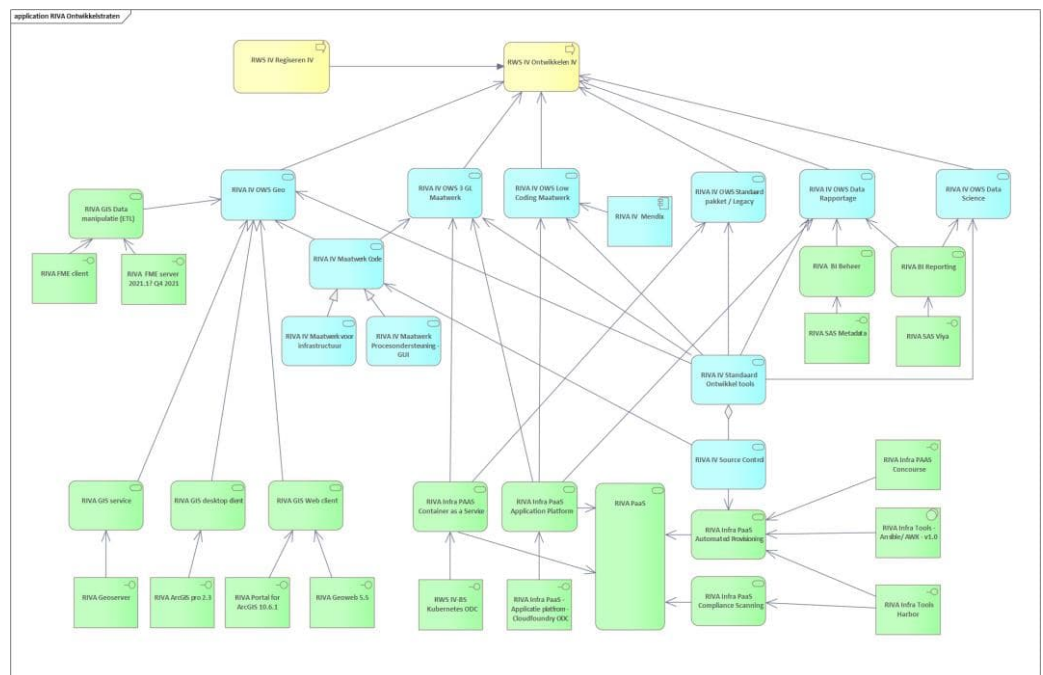 application RIVA Ontwikkelstraten
RWS IV Regiseren IV
RWS IV Ontwikkelen IV
RIVA IV OWS Geo
RIVA IV OWS 3 GL
Maatwerk
RIVA IV OWS Low
Coding Maatwerk
RIVA IV Mendix
RIVA IV OWS Standaard
pakket / Legacy
RIVA IV OWS Data
Rapportage
RIVA IV OWS Data
Science
RIVA GIS Data
manipulatie (ETL)
RIVA FME client
RIVA FME server
2021.1? Q4 2021
RIVA IV Maatwerk Code
RIVA IV Maatwerk voor
infrastructuur
RIVA IV Maatwerk
Procesondersteuning -
GUI
RIVA BI Beheer
RIVA BI Reporting
RIVA SAS Metadata
RIVA SAS Viya
RIVA IV Standaard
Ontwikkel tools
RIVA IV Source Control
RIVA GIS service
RIVA GIS desktop client
RIVA GIS Web client
RIVA Infra PAAS
Container as a Service
RIVA Infra PaaS
Application Platform
RIVA PaaS
RIVA Infra PaaS
Automated Provisioning
RIVA Infra PaaS
Compliance Scanning
RIVA Infra PAAS
Concourse
RIVA Infra Tools -
Ansible/ AWX - v1.0
RIVA Infra Tools
Harbor
RIVA Geoserver
RIVA ArcGIS pro 2.3
RIVA Portal for
ArcGIS 10.6.1
RIVA Geoweb 5.5
RWS IV-BS
Kubernetes ODC
RIVA Infra PaaS -
Applicatie platform -
Cloudfoundry ODC